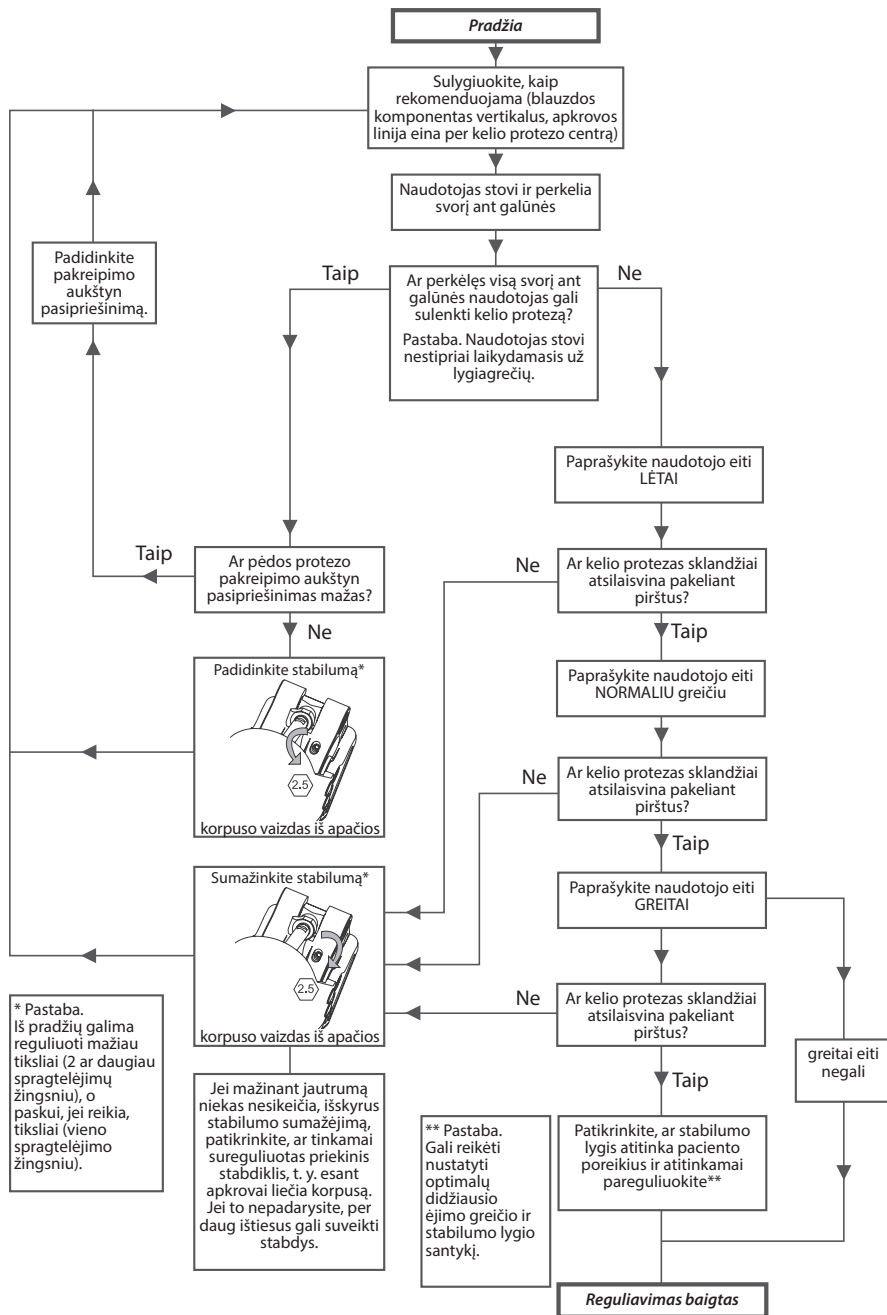 Pradžia
Sulygiuokite, kaip
rekomenduojama (blauzdos
komponentas vertikalus, apkrovos
linija eina per kelio protezo centrą)
Naudotojas stovi ir perkelia
svorį ant galūnės
Padidinkite
pakreipimo
aukštyn
pasipriešinimą.
Taip
Ar perkėlęs visą svorį ant
galūnės naudotojas gali
sulenkti kelio protezą?
Pastaba. Naudotojas stovi
nestipriai laikydamasis už
lygiagrečių.
Ne
Paprašykite naudotojo eiti
LĖTAI
Taip
Ar pėdos protezo
pakreipimo aukštyn
pasipriešinimas mažas?
Ne
Ne
Ar kelio protezas sklandžiai
atsilaisvina pakeliant
pirštus?
Taip
Padidinkite stabilumą*
2.5
korpuso vaizdas iš apačios
Paprašykite naudotojo eiti
NORMALIU greičiu
Ne
Ar kelio protezas sklandžiai
atsilaisvina pakeliant
pirštus?
Taip
Sumažinkite stabilumą*
2.5
korpuso vaizdas iš apačios
Paprašykite naudotojo eiti
GREITAI
Ne
Ar kelio protezas sklandžiai
atsilaisvina pakeliant
pirštus?
Taip
greitai eiti
negali
* Pastaba.
Iš pradžių galima
reguliuoti mažiau
tiksliai (2 ar daugiau
spragtelėjimų
žingsniu), o
paskui, jei reikia,
tiksliai (vieno
spragtelėjimo
žingsniu).
Jei mažinant jautrumą
niekas nesikeičia, išskyrus
stabilumo sumažėjimą,
patikrinkite, ar tinkamai
sureguliuotas priekinis
stabdiklis, t. y. esant
apkrovai liečia korpusą.
Jei to nepadarysite, per
daug ištiesus gali suveikti
stabdys.
** Pastaba.
Gali reikėti
nustatyti
optimalų
didžiausio
ėjimo greičio ir
stabilumo lygio
santykį.
Patikrinkite, ar stabilumo
lygis atitinka paciento
poreikius ir atitinkamai
pareguliuokite**
Reguliavimas baigtas